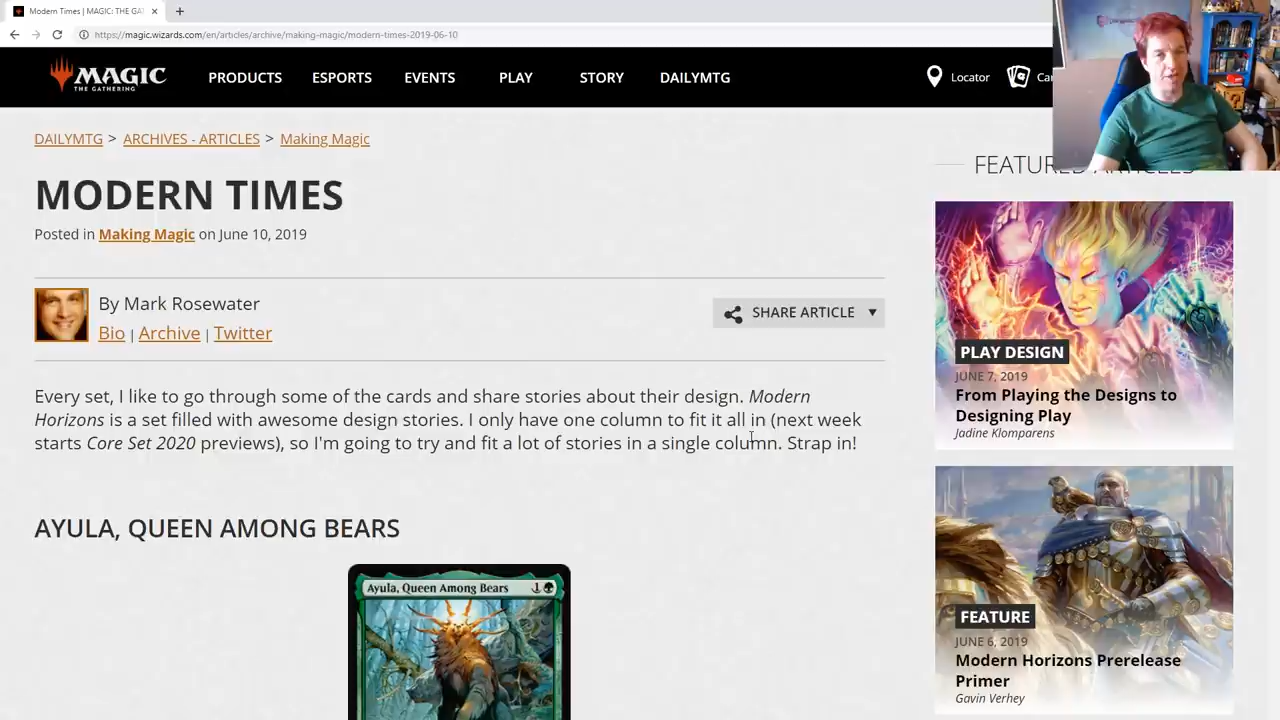 Modern Times | MAGIC: THE GA
https://magic.wizards.com/en/articles/archive/making-magic/modern-times-2019-06-10
MAGIC
THE GATHERING
PRODUCTS
ESPORTS
EVENTS
PLAY
STORY
DAILYMTG
Locator
DAILYMTG > ARCHIVES - ARTICLES > Making Magic
MODERN TIMES
Posted in Making Magic on June 10, 2019
By Mark Rosewater
Bio | Archive | Twitter
SHARE ARTICLE
Every set, I like to go through some of the cards and share stories about their design. Modern
Horizons is a set filled with awesome design stories. I only have one column to fit it all in (next week
starts Core Set 2020 previews), so I'm going to try and fit a lot of stories in a single column. Strap in!
AYULA, QUEEN AMONG BEARS
Ayula, Queen Among Bears 1
FEATURED ARTICLES
PLAY DESIGN
JUNE 7, 2019
From Playing the Designs to
Designing Play
Jadine Klomparens
FEATURE
JUNE 6, 2019
Modern Horizons Prerelease
Primer
Gavin Verhey